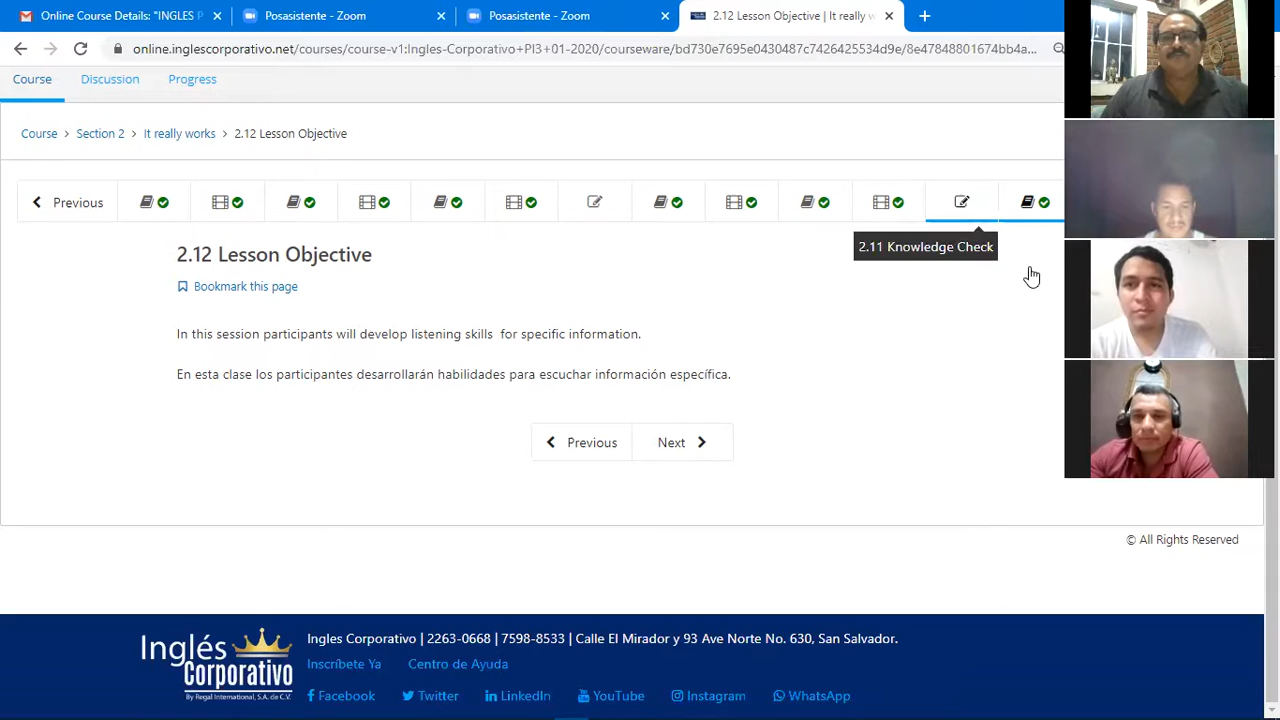 Online Course Details: "INGLES P
Posasistente - Zoom
Posasistente - Zoom
2.12 Lesson Objective | It really w
online.inglescorporativo.net/courses/course-v1:Ingles-Corporativo+PI3+01-2020/courseware/bd730e7695e0430487c7426425534d9e/8e47848801674bb4a...
Course
Discussion
Progress
Course > Section 2 > It really works > 2.12 Lesson Objective
Previous
2.11 Knowledge Check
2.12 Lesson Objective
Bookmark this page
In this session participants will develop listening skills for specific information.
En esta clase los participantes desarrollarán habilidades para escuchar información específica.
Previous
Next
© All Rights Reserved
Inglés
Corporativo
By Regal International, S.A. de C.V.
Ingles Corporativo | 2263-0668 | 7598-8533 | Calle El Mirador y 93 Ave Norte No. 630, San Salvador.
Inscríbete Ya
Centro de Ayuda
Facebook
Twitter
LinkedIn
YouTube
Instagram
WhatsApp